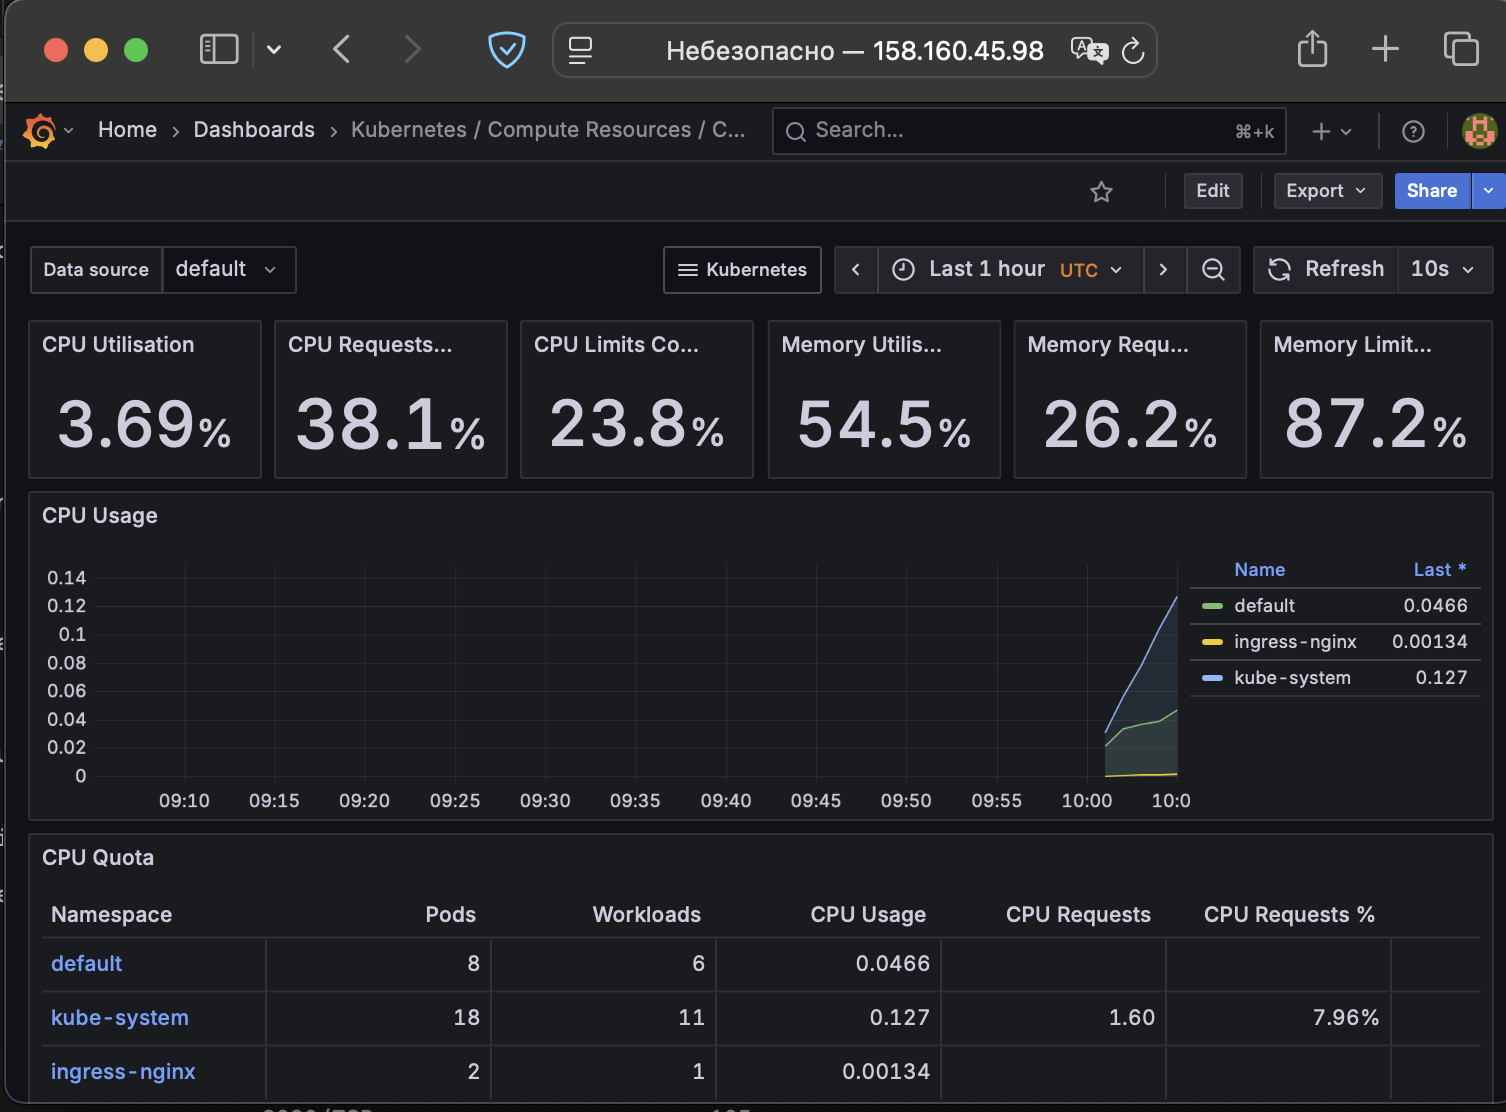 Небезопасно — 158.160.45.98
Home › Dashboards › Kubernetes / Compute Resources / C...
Search...
⌘+k
Edit
Export
Share
Data source
default
Kubernetes
Last 1 hour UTC
Refresh
10s
CPU Utilisation
CPU Requests...
CPU Limits Co...
Memory Utilis...
Memory Requ...
Memory Limit...
3.69%
38.1%
23.8%
54.5%
26.2%
87.2%
CPU Usage
0.14
0.12
0.1
0.08
0.06
0.04
0.02
0
09:10 09:15 09:20 09:25 09:30 09:35 09:40 09:45 09:50 09:55 10:00 10:0
Name Last *
default 0.0466
ingress-nginx 0.00134
kube-system 0.127
CPU Quota
Namespace Pods Workloads CPU Usage CPU Requests CPU Requests %
default 8 6 0.0466
kube-system 18 11 0.127 1.60 7.96%
ingress-nginx 2 1 0.00134